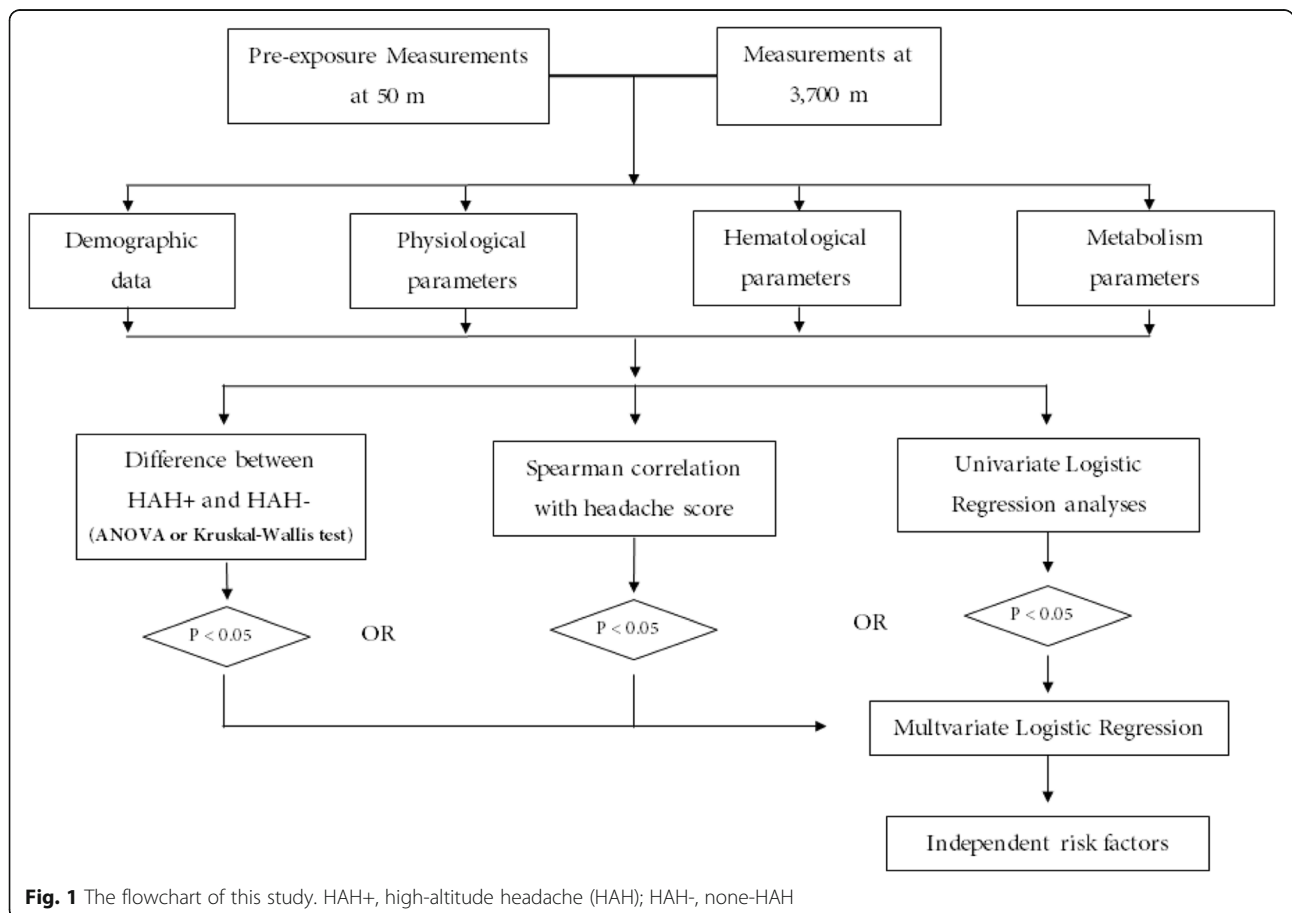 Pre-exposure Measurements
at 50 m
Measurements at
3,700 m
Demographic
data
Physiological
parameters
Hematological
parameters
Metabolism
parameters
Difference between
HAH+ and HAH-
(ANOVA or Kruskal-Wallis test)
Spearman correlation
with headache score
Univariate Logistic
Regression analyses
P < 0.05
OR
P < 0.05
OR
P < 0.05
Multvariate Logistic Regression
Independent risk factors
Fig. 1 The flowchart of this study. HAH+, high-altitude headache (HAH); HAH-, none-HAH